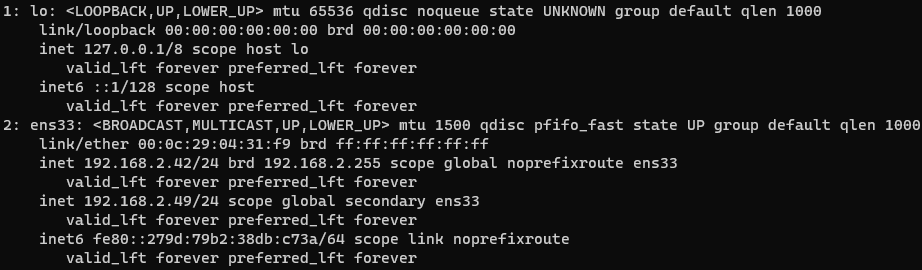 1: lo: <LOOPBACK,UP,LOWER_UP> mtu 65536 qdisc noqueue state UNKNOWN group default qlen 1000
    link/loopback 00:00:00:00:00:00 brd 00:00:00:00:00:00
    inet 127.0.0.1/8 scope host lo
       valid_lft forever preferred_lft forever
    inet6 ::1/128 scope host
       valid_lft forever preferred_lft forever
2: ens33: <BROADCAST,MULTICAST,UP,LOWER_UP> mtu 1500 qdisc pfifo_fast state UP group default qlen 1000
    link/ether 00:0c:29:04:31:f9 brd ff:ff:ff:ff:ff:ff
    inet 192.168.2.42/24 brd 192.168.2.255 scope global noprefixroute ens33
       valid_lft forever preferred_lft forever
    inet 192.168.2.49/24 scope global secondary ens33
       valid_lft forever preferred_lft forever
    inet6 fe80::279d:79b2:38db:c73a/64 scope link noprefixroute
       valid_lft forever preferred_lft forever